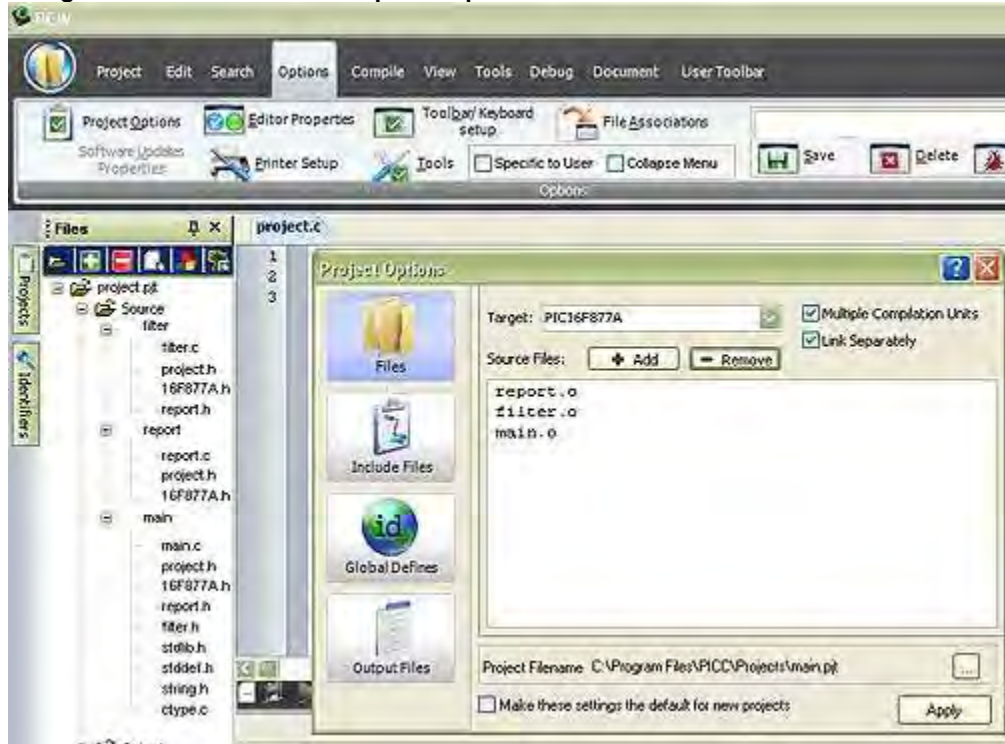 PCW
Project Edit Search Options Compile View Tools Debug Document User Toolbar
Project Options Editor Properties Toolbar/ Keyboard setup File Associations
Software Updates Properties Printer Setup Tools Specific to User Collapse Menu Save Delete
Options
Files
project.c
Projects
Identifiers
project.pjt
Source
filter
filter.c
project.h
16F877A.h
report.h
report
report.c
project.h
16F877A.h
main
main.c
project.h
16F877A.h
report.h
filter.h
stdlib.h
stddef.h
string.h
ctype.c
1
2
3
Project Options
Files
Include Files
id
Global Defines
Output Files
Target: PIC16F877A
Multiple Compilation Units
Link Separately
Source Files: Add Remove
report.o
filter.o
main.o
Project Filename C:\Program Files\PICC\Projects\main.pjt ...
Make these settings the default for new projects
Apply